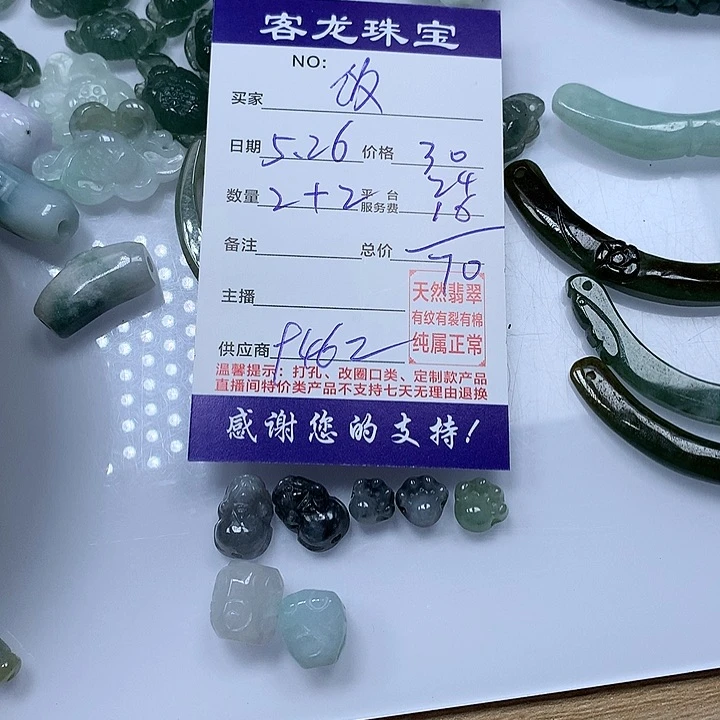 客龙珠宝
NO:
买家 饭
日期 5.26 价格 30
24
数量 2+2 平台服务费 16
备注 总价 70
主播
天然翡翠
有纹有裂有棉
纯属正常
供应商 P462
温馨提示：打孔、改圈口类、定制款产品
直播间特价类产品不支持七天无理由退换
感谢您的支持！